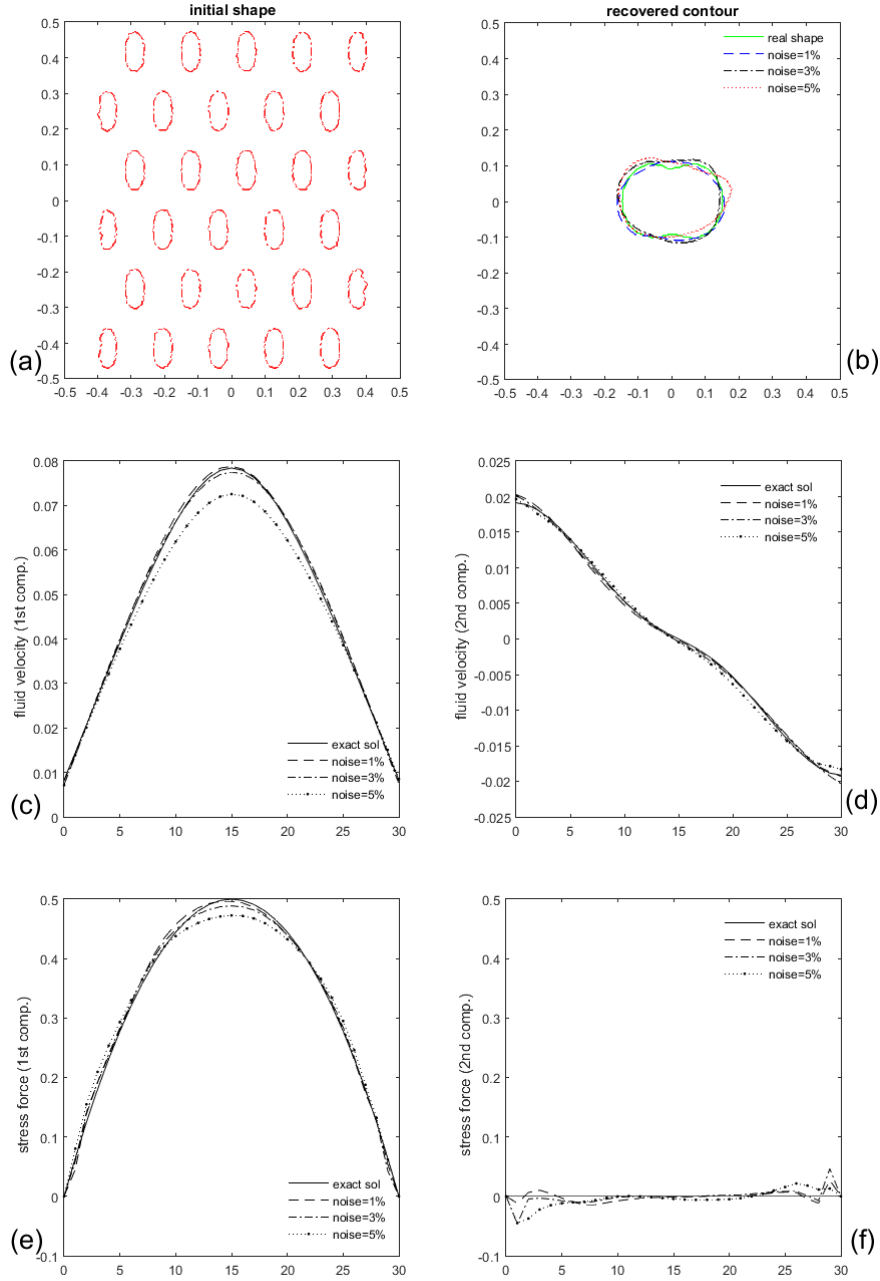 initial shape
0.5
0.4
0.3
0.2
0.1
0
-0.1
-0.2
-0.3
-0.4
-0.5
-0.5 -0.4 -0.3 -0.2 -0.1 0 0.1 0.2 0.3 0.4 0.5
(a)
recovered contour
0.5
0.4
0.3
0.2
0.1
0
-0.1
-0.2
-0.3
-0.4
-0.5
-0.5 -0.4 -0.3 -0.2 -0.1 0 0.1 0.2 0.3 0.4 0.5
real shape
noise=1%
noise=3%
noise=5%
(b)
fluid velocity (1st comp.)
0.08
0.07
0.06
0.05
0.04
0.03
0.02
0.01
0
0 5 10 15 20 25 30
exact sol
noise=1%
noise=3%
noise=5%
(c)
fluid velocity (2nd comp.)
0.025
0.02
0.015
0.01
0.005
0
-0.005
-0.01
-0.015
-0.02
-0.025
0 5 10 15 20 25 30
exact sol
noise=1%
noise=3%
noise=5%
(d)
stress force (1st comp.)
0.5
0.4
0.3
0.2
0.1
0
-0.1
0 5 10 15 20 25 30
exact sol
noise=1%
noise=3%
noise=5%
(e)
stress force (2nd comp.)
0.5
0.4
0.3
0.2
0.1
0
-0.1
0 5 10 15 20 25 30
exact sol
noise=1%
noise=3%
noise=5%
(f)